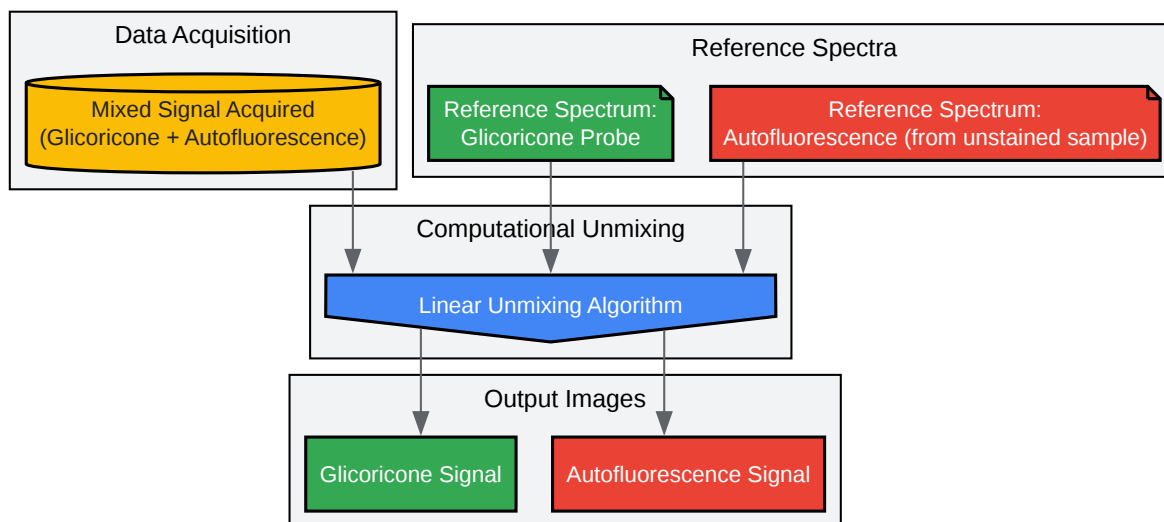 Data Acquisition
Mixed Signal Acquired
(Glicoricone + Autofluorescence)
Reference Spectra
Reference Spectrum:
Glicoricone Probe
Reference Spectrum:
Autofluorescence (from unstained sample)
Computational Unmixing
Linear Unmixing Algorithm
Output Images
Glicoricone Signal
Autofluorescence Signal